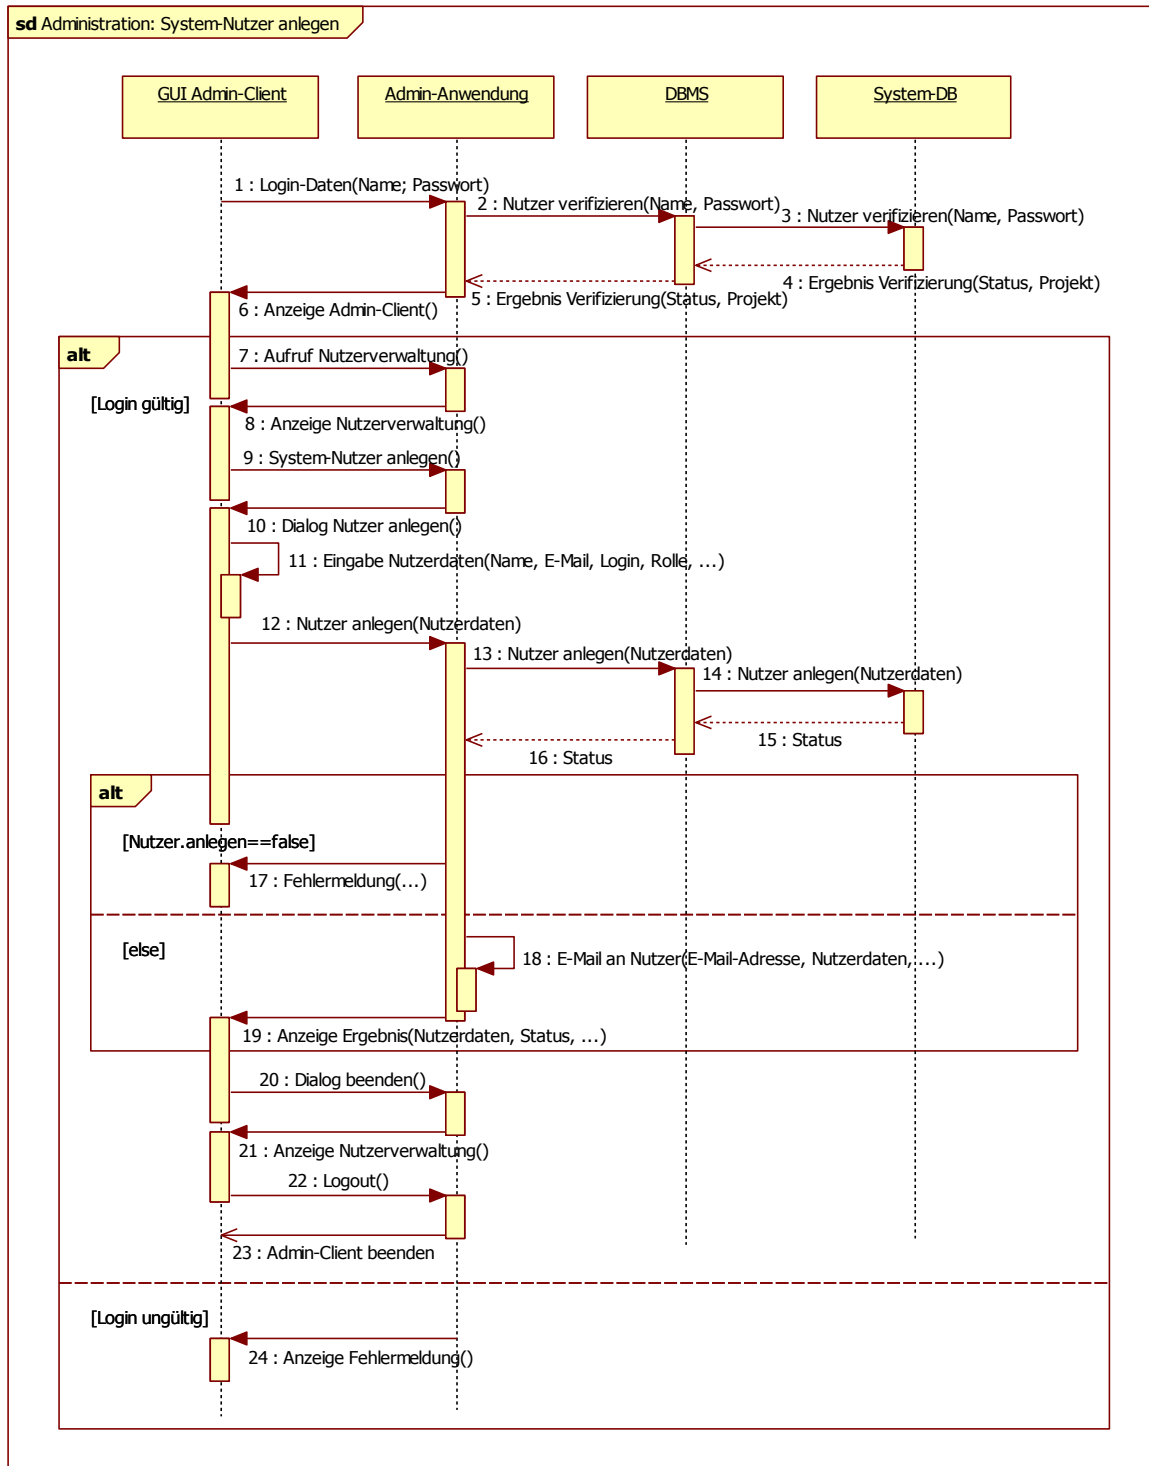 sd Administration: System-Nutzer anlegen
GUI Admin-Client
Admin-Anwendung
DBMS
System-DB
1 : Login-Daten(Name; Passwort)
2 : Nutzer verifizieren(Name, Passwort)
3 : Nutzer verifizieren(Name, Passwort)
4 : Ergebnis Verifizierung(Status, Projekt)
5 : Ergebnis Verifizierung(Status, Projekt)
6 : Anzeige Admin-Client()
alt
7 : Aufruf Nutzerverwaltung()
[Login gültig]
8 : Anzeige Nutzerverwaltung()
9 : System-Nutzer anlegen()
10 : Dialog Nutzer anlegen()
11 : Eingabe Nutzerdaten(Name, E-Mail, Login, Rolle, ...)
12 : Nutzer anlegen(Nutzerdaten)
13 : Nutzer anlegen(Nutzerdaten)
14 : Nutzer anlegen(Nutzerdaten)
15 : Status
16 : Status
alt
[Nutzer.anlegen==false]
17 : Fehlermeldung(...)
[else]
18 : E-Mail an Nutzer(E-Mail-Adresse, Nutzerdaten, ...)
19 : Anzeige Ergebnis(Nutzerdaten, Status, ...)
20 : Dialog beenden()
21 : Anzeige Nutzerverwaltung()
22 : Logout()
23 : Admin-Client beenden
[Login ungültig]
24 : Anzeige Fehlermeldung()